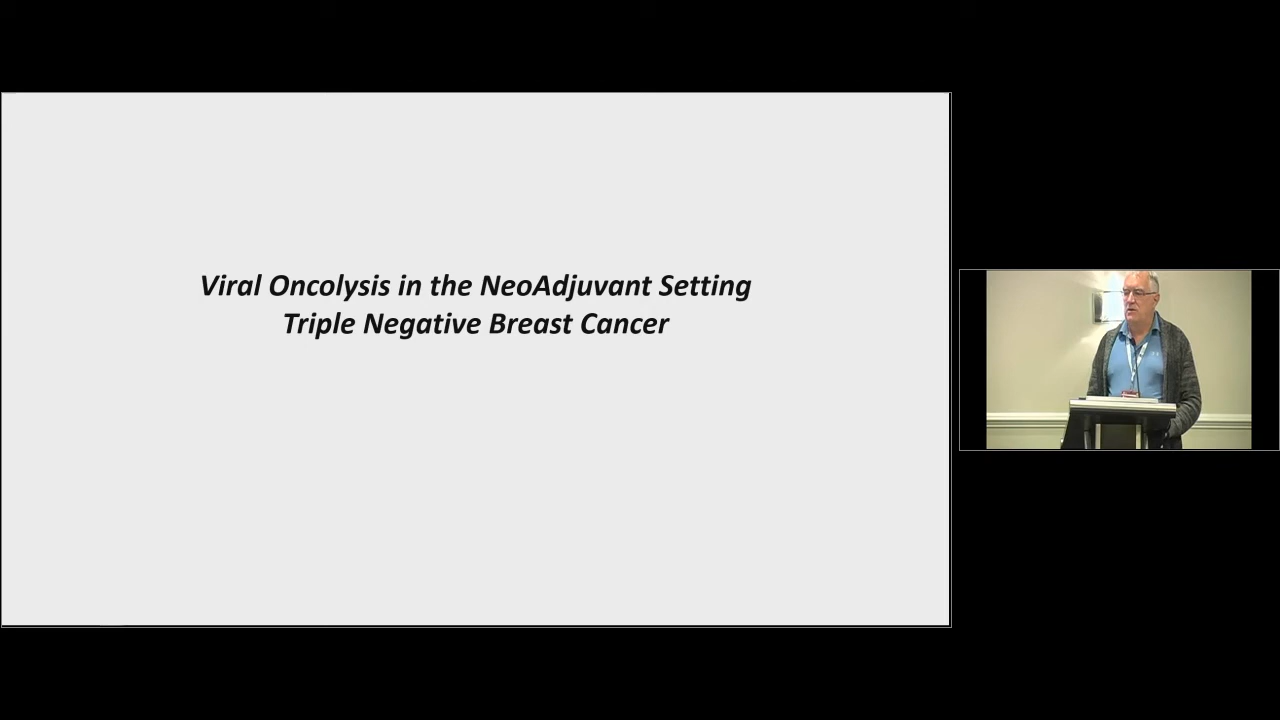 Viral Oncolysis in the NeoAdjuvant Setting
Triple Negative Breast Cancer